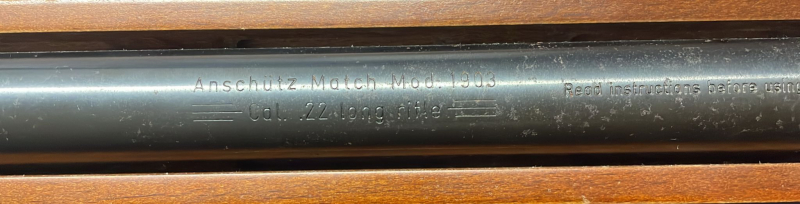 Anschütz Match Mod. 1903
Cal. .22 long rifle
Read instructions before using